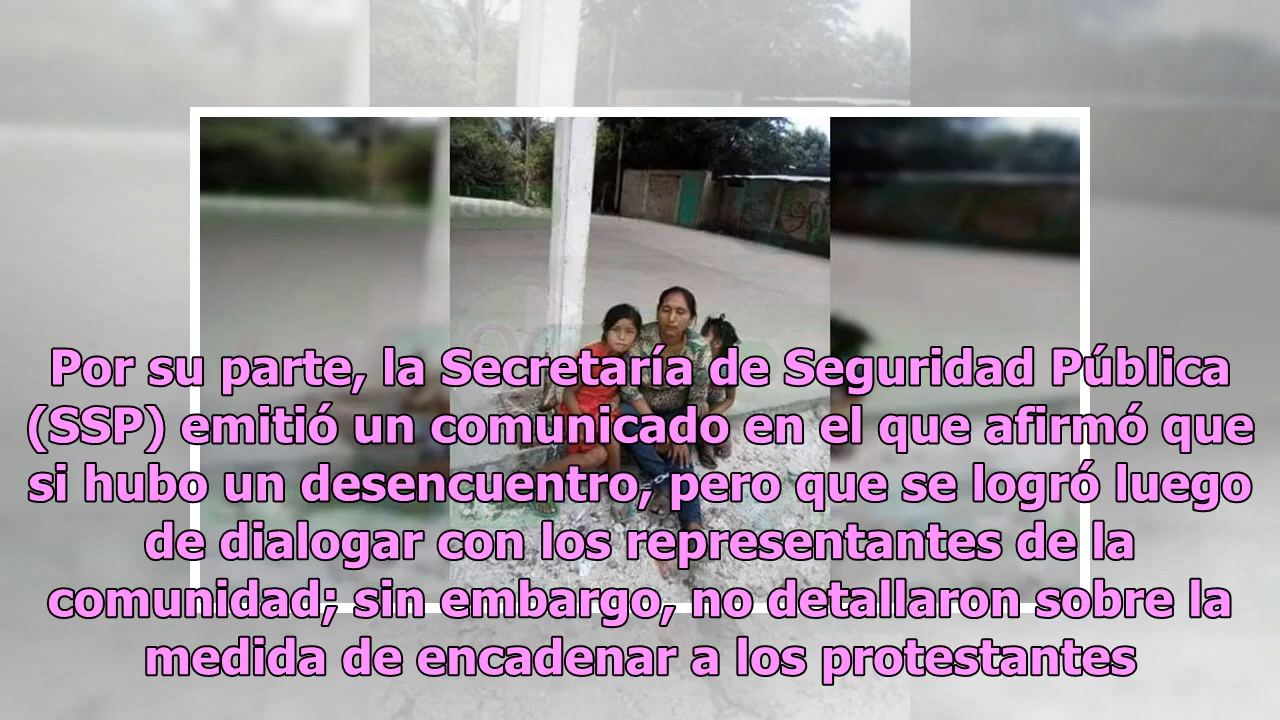 Por su parte, la Secretaría de Seguridad Pública
(SSP) emitió un comunicado en el que afirmó que
si hubo un desencuentro, pero que se logró luego
de dialogar con los representantes de la
comunidad; sin embargo, no detallaron sobre la
medida de encadenar a los protestantes